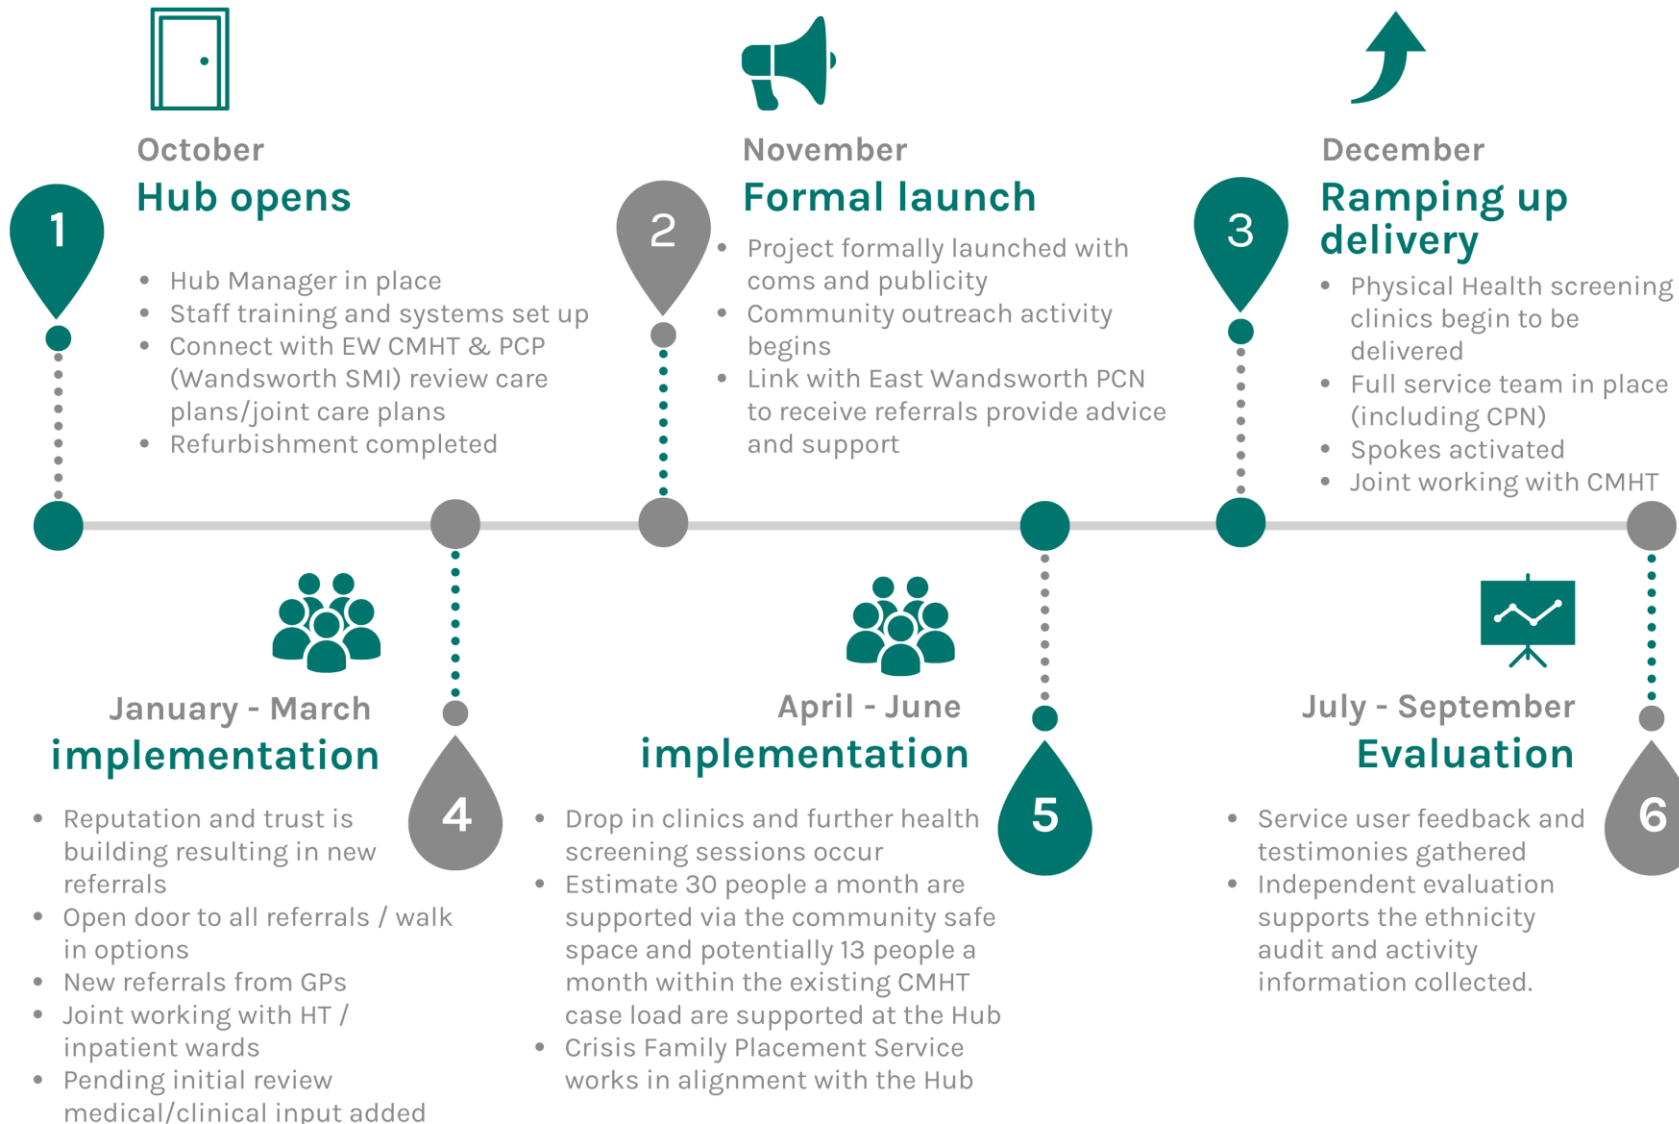 October
Hub opens
1
• Hub Manager in place
• Staff training and systems set up
• Connect with EW CMHT & PCP
(Wandsworth SMI) review care
plans/joint care plans
• Refurbishment completed
November
Formal launch
2
• Project formally launched with
coms and publicity
• Community outreach activity
begins
• Link with East Wandsworth PCN
to receive referrals provide advice
and support
December
Ramping up
delivery
3
• Physical Health screening
clinics begin to be
delivered
• Full service team in place
(including CPN)
• Spokes activated
• Joint working with CMHT
January - March
implementation
4
• Reputation and trust is
building resulting in new
referrals
• Open door to all referrals / walk
in options
• New referrals from GPs
• Joint working with HT /
inpatient wards
• Pending initial review
medical/clinical input added
April - June
implementation
5
• Drop in clinics and further health
screening sessions occur
• Estimate 30 people a month are
supported via the community safe
space and potentially 13 people a
month within the existing CMHT
case load are supported at the Hub
• Crisis Family Placement Service
works in alignment with the Hub
July - September
Evaluation
6
• Service user feedback and
testimonies gathered
• Independent evaluation
supports the ethnicity
audit and activity
information collected.